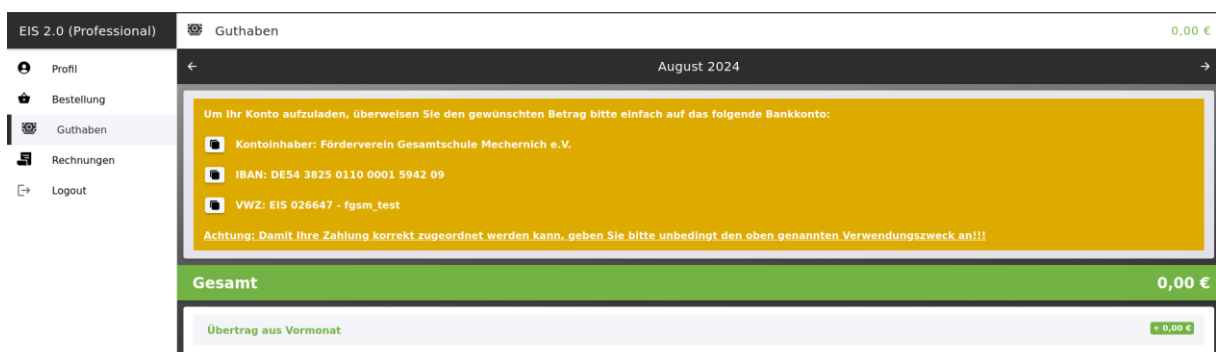 EIS 2.0 (Professional)
Guthaben
0,00 €
Profil
Bestellung
Guthaben
Rechnungen
Logout
August 2024
Um Ihr Konto aufzuladen, überweisen Sie den gewünschten Betrag bitte einfach auf das folgende Bankkonto:
Kontoinhaber: Förderverein Gesamtschule Mechernich e.V.
IBAN: DE54 3825 0110 0001 5942 09
VWZ: EIS 026647 - fgsm_test
Achtung: Damit Ihre Zahlung korrekt zugeordnet werden kann, geben Sie bitte unbedingt den oben genannten Verwendungszweck an!!!
Gesamt
0,00 €
Übertrag aus Vormonat
+ 0,00 €